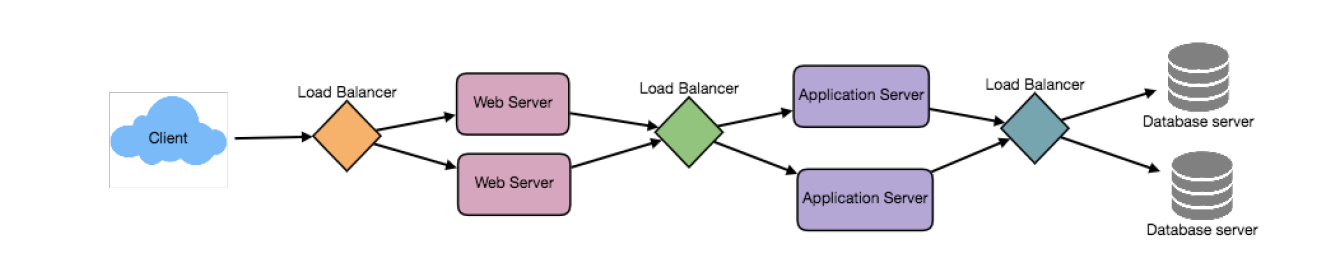 Client
Load Balancer
Web Server
Web Server
Load Balancer
Application Server
Application Server
Load Balancer
Database server
Database server